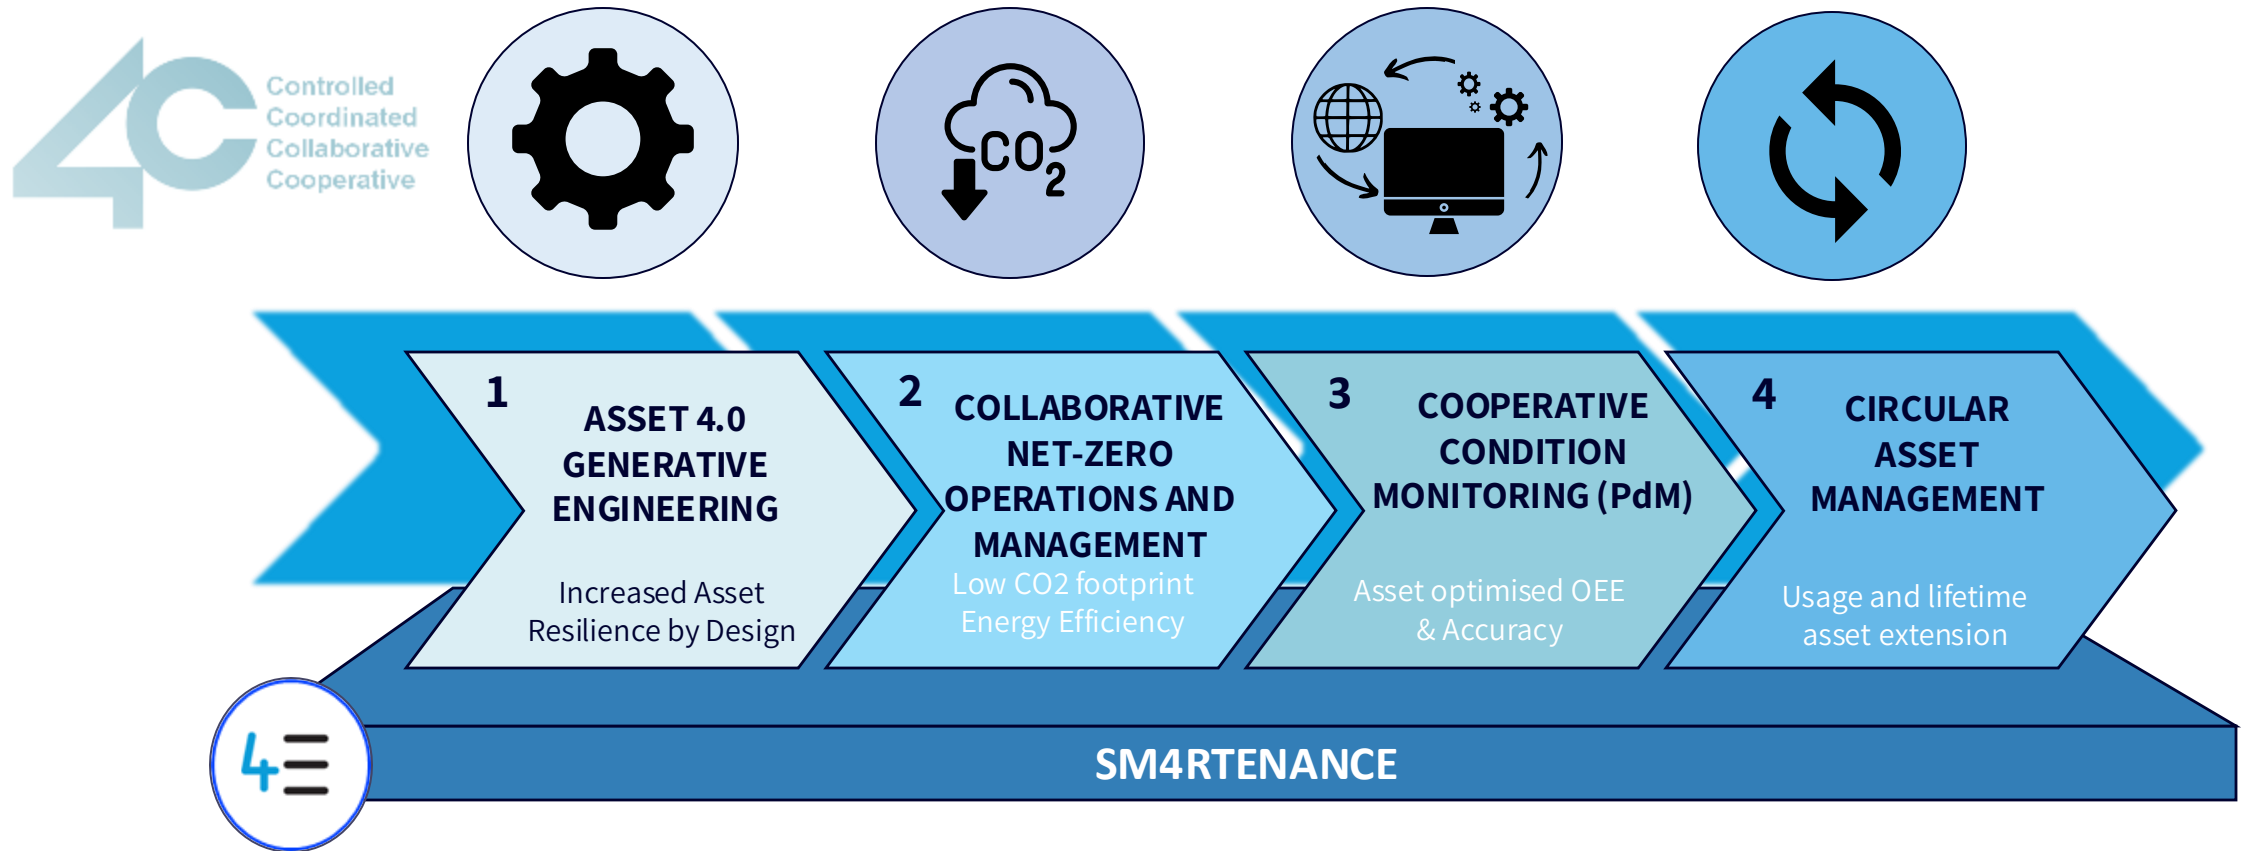 4C
Controlled
Coordinated
Collaborative
Cooperative
CO2
1
ASSET 4.0
GENERATIVE
ENGINEERING
Increased Asset
Resilience by Design
2
COLLABORATIVE
NET-ZERO
OPERATIONS AND
MANAGEMENT
Low CO2 footprint
Energy Efficiency
3
COOPERATIVE
CONDITION
MONITORING (PdM)
Asset optimised OEE
& Accuracy
4
CIRCULAR
ASSET
MANAGEMENT
Usage and lifetime
asset extension
4
SM4RTENANCE